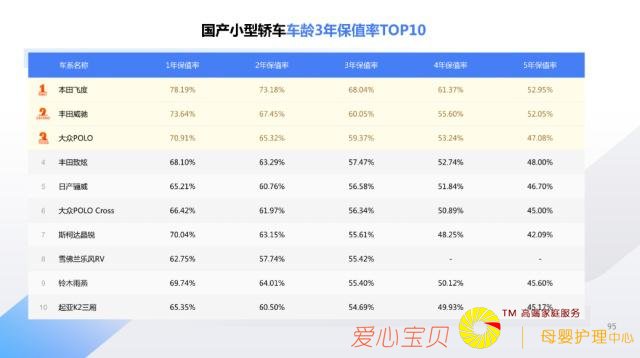 国产小型轿车车龄3年保值率TOP10
车系名称 1年保值率 2年保值率 3年保值率 4年保值率 5年保值率
1 本田飞度 78.19% 73.18% 68.04% 61.37% 52.95%
2 丰田威驰 73.64% 67.45% 60.05% 55.60% 52.05%
3 大众POLO 70.91% 65.32% 59.37% 53.24% 47.08%
4 丰田致炫 68.10% 63.29% 57.47% 52.74% 48.00%
5 日产骊威 65.21% 60.76% 56.58% 51.84% 46.70%
6 大众POLO Cross 66.42% 61.97% 56.34% 50.89% 45.00%
7 斯柯达晶锐 70.04% 63.15% 55.61% 48.25% 42.09%
8 雪佛兰乐风RV 62.75% 57.74% 55.42% - -
9 铃木雨燕 69.74% 64.01% 55.40% 50.12% 45.60%
10 起亚K2三厢 65.35% 60.50% 54.69% 49.93% 45.17%
TM 高端家庭服务
爱心宝贝 母婴护理中心
95